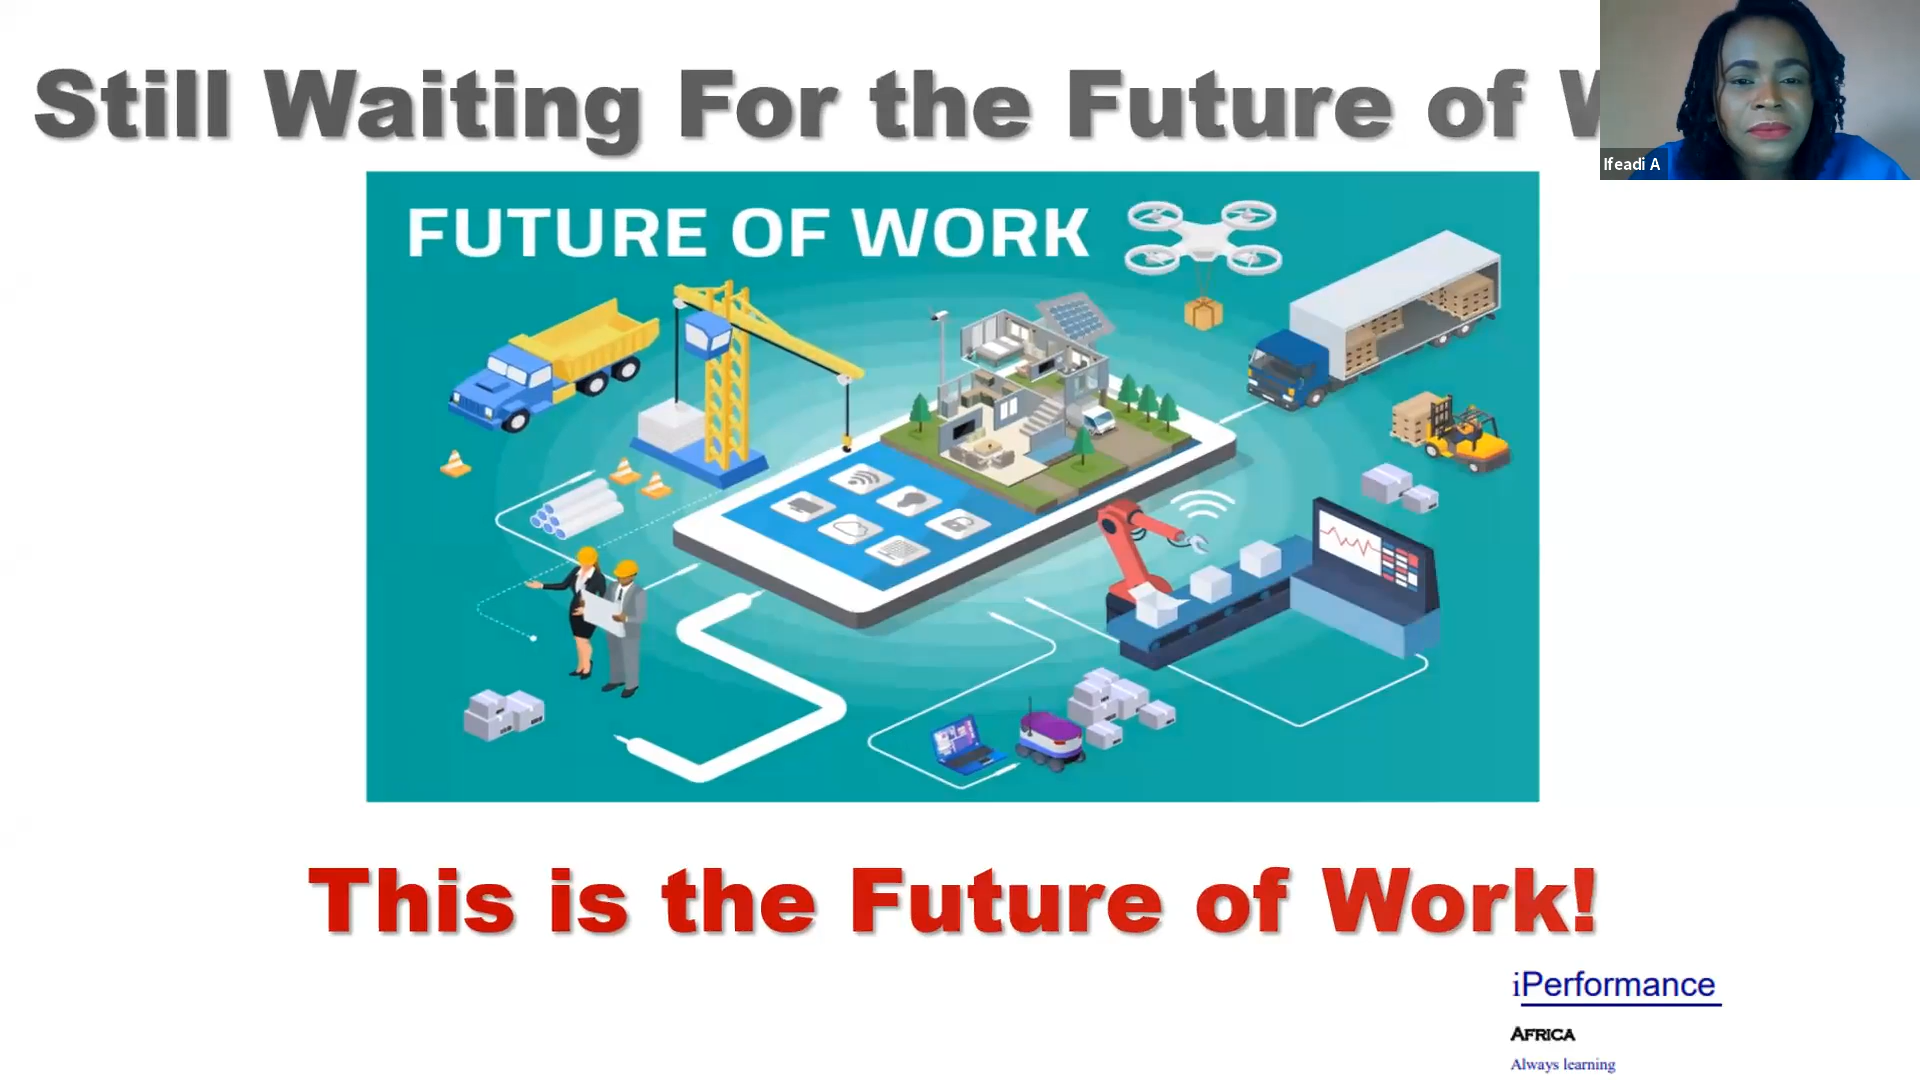 Still Waiting For the Future of
Ifeadi A
FUTURE OF WORK
This is the Future of Work!
iPerformance
AFRICA
Always learning